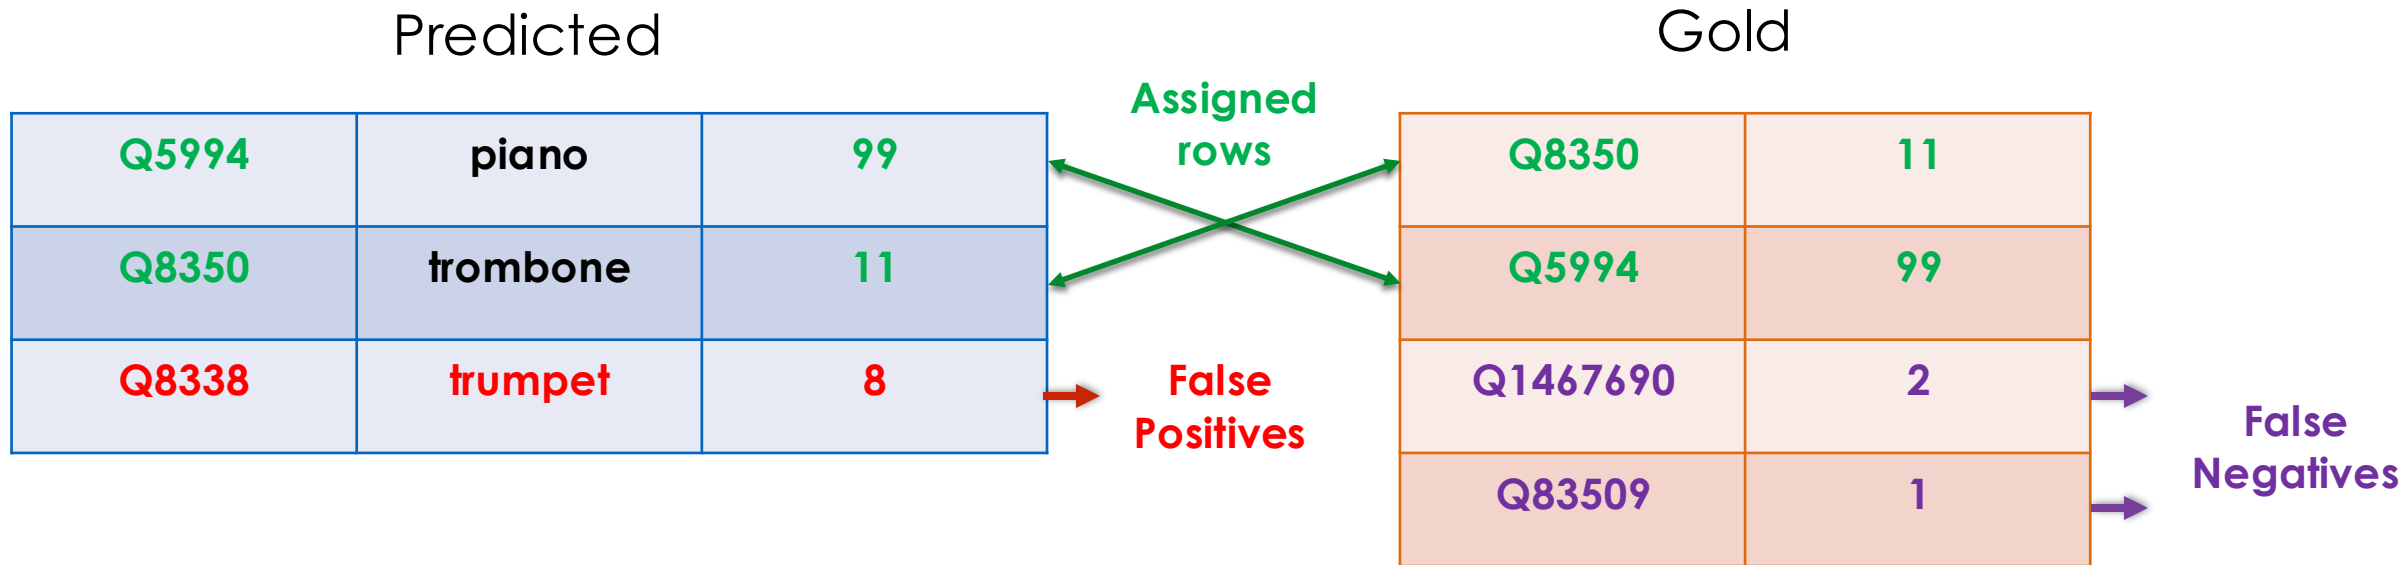 Predicted
Gold
Assigned
rows
Q5994 piano 99
Q8350 trombone 11
Q8338 trumpet 8
False
Positives
Q8350 11
Q5994 99
Q1467690 2
Q83509 1
False
Negatives